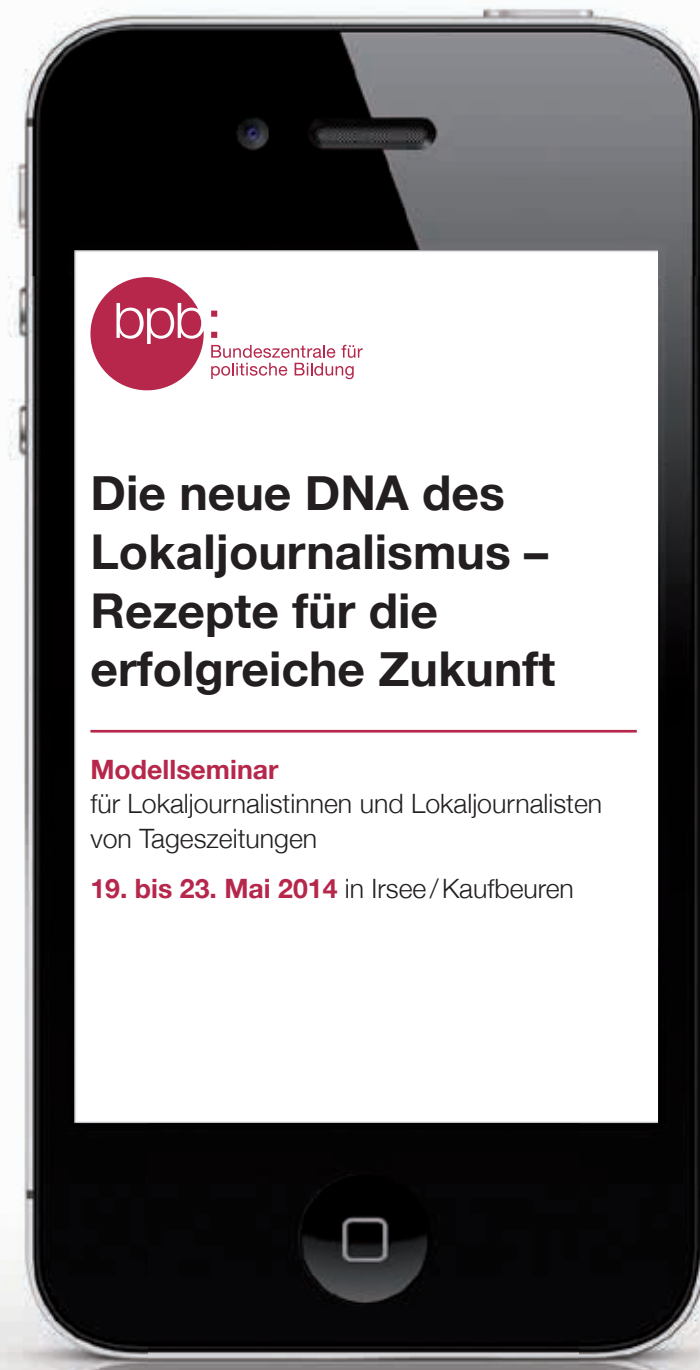 bpb:
Bundeszentrale für
politische Bildung
Die neue DNA des
Lokaljournalismus –
Rezepte für die
erfolgreiche Zukunft
Modellseminar
für Lokaljournalistinnen und Lokaljournalisten
von Tageszeitungen
19. bis 23. Mai 2014 in Irsee / Kaufbeuren